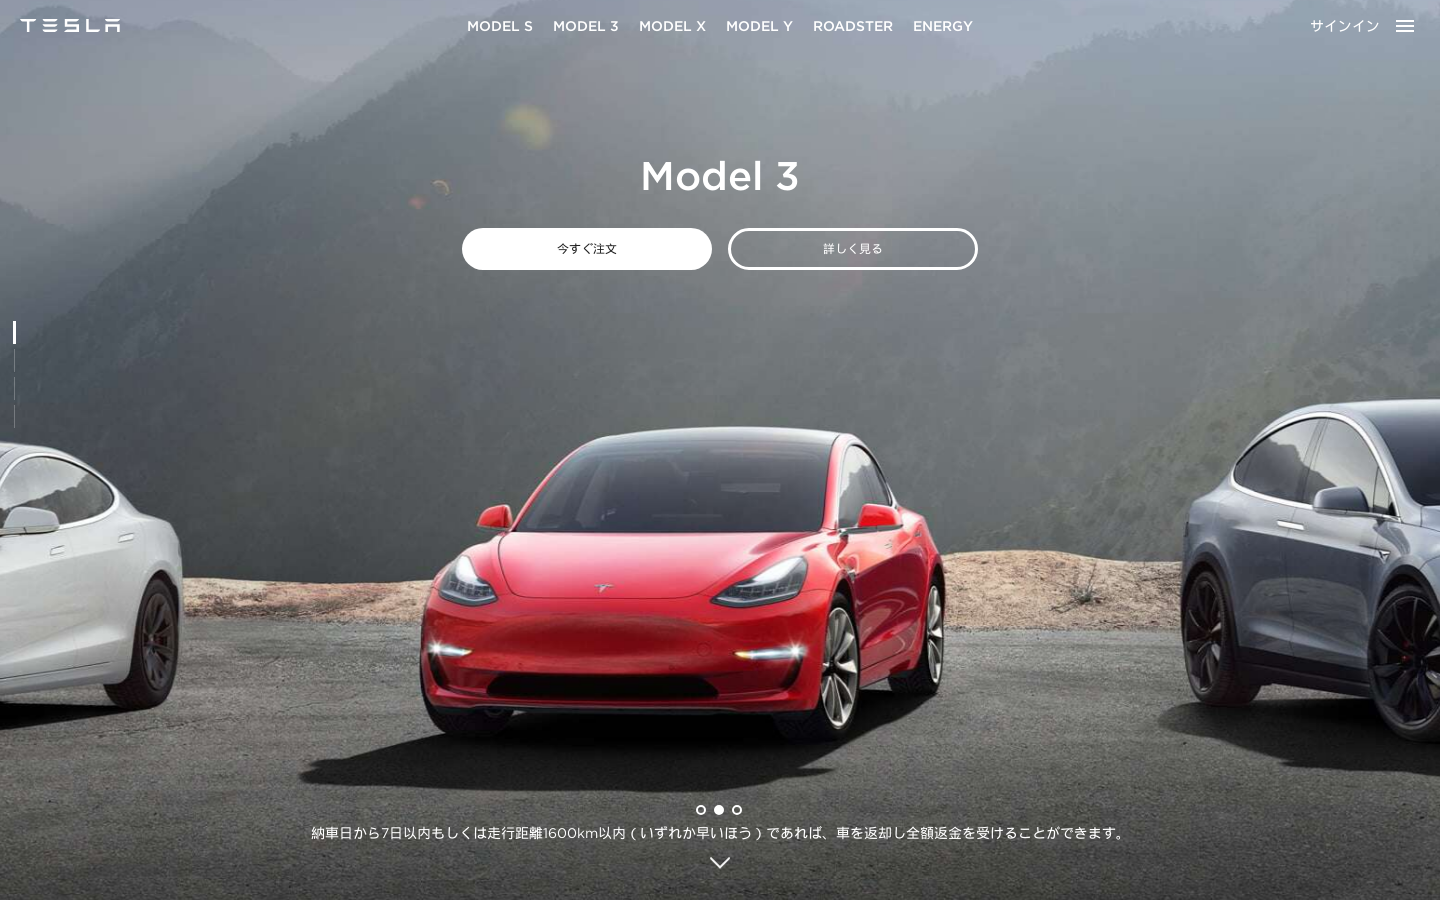 TESLA
MODEL S
MODEL 3
MODEL X
MODEL Y
ROADSTER
ENERGY
サインイン
Model 3
今すぐ注文
詳しく見る
納車日から7日以内もしくは走行距離1600km以内 ( いずれか早いほう ) であれば、車を返却し全額返金を受けることができます。